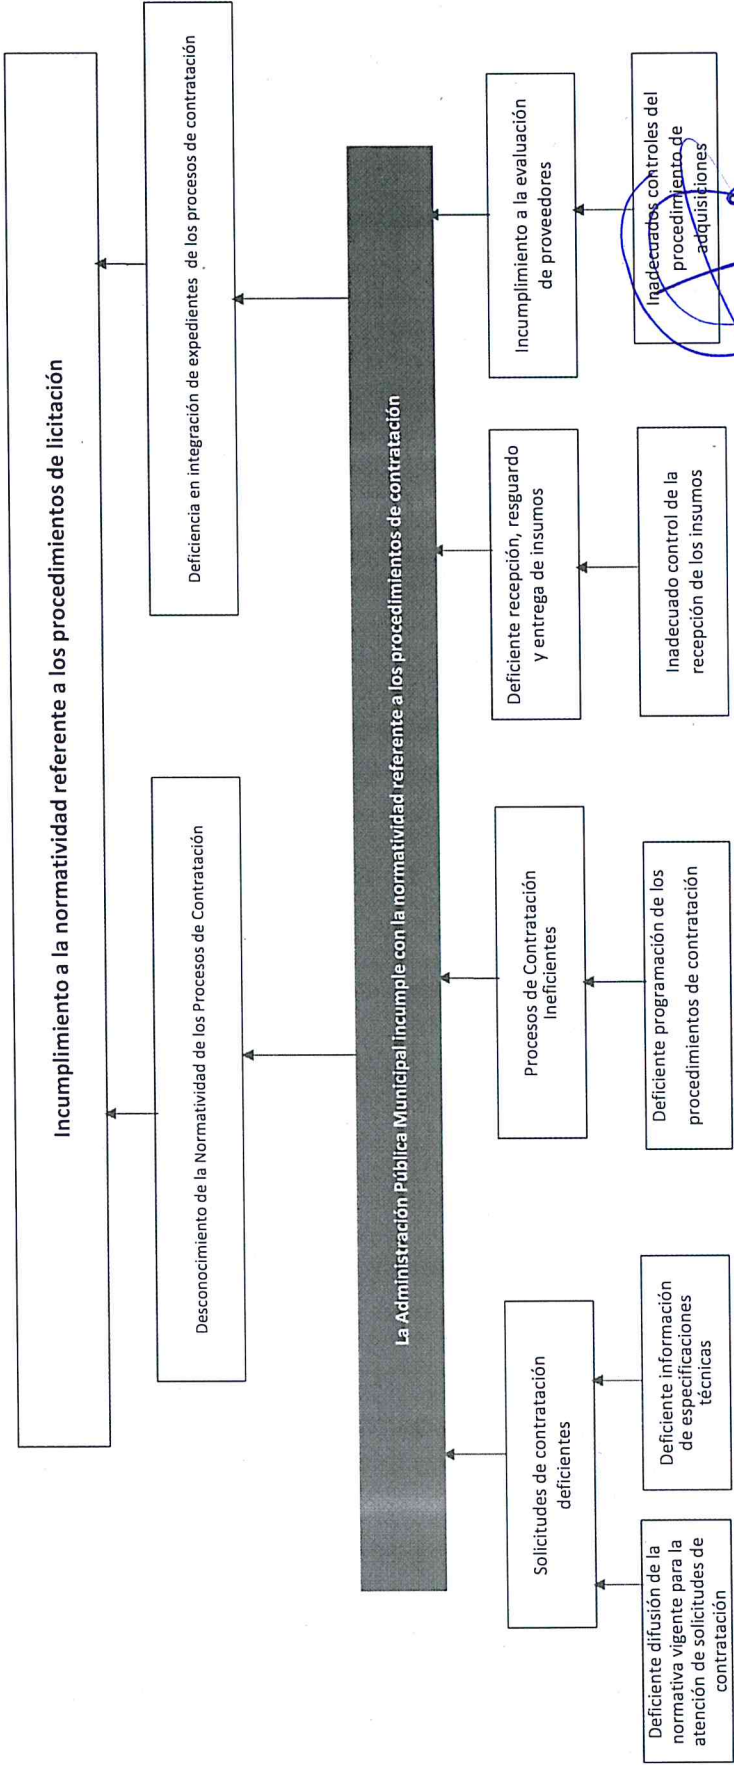 Incumplimiento a la normatividad referente a los procedimientos de licitación
Desconocimiento de la Normatividad de los Procesos de Contratación
Deficiencia en integración de expedientes de los procesos de contratación
La Administración Pública Municipal incumple con la normatividad referente a los procedimientos de contratación
Solicitudes de contratación
deficientes
Procesos de Contratación
Ineficientes
Deficiente recepción, resguardo
y entrega de insumos
Incumplimiento a la evaluación
de proveedores
Deficiente difusión de la
normativa vigente para la
atención de solicitudes de
contratación
Deficiente información
de especificaciones
técnicas
Deficiente programación de los
procedimientos de contratación
Inadecuado control de la
recepción de los insumos
Inadecuados controles del
procedimiento de
adquisiciones